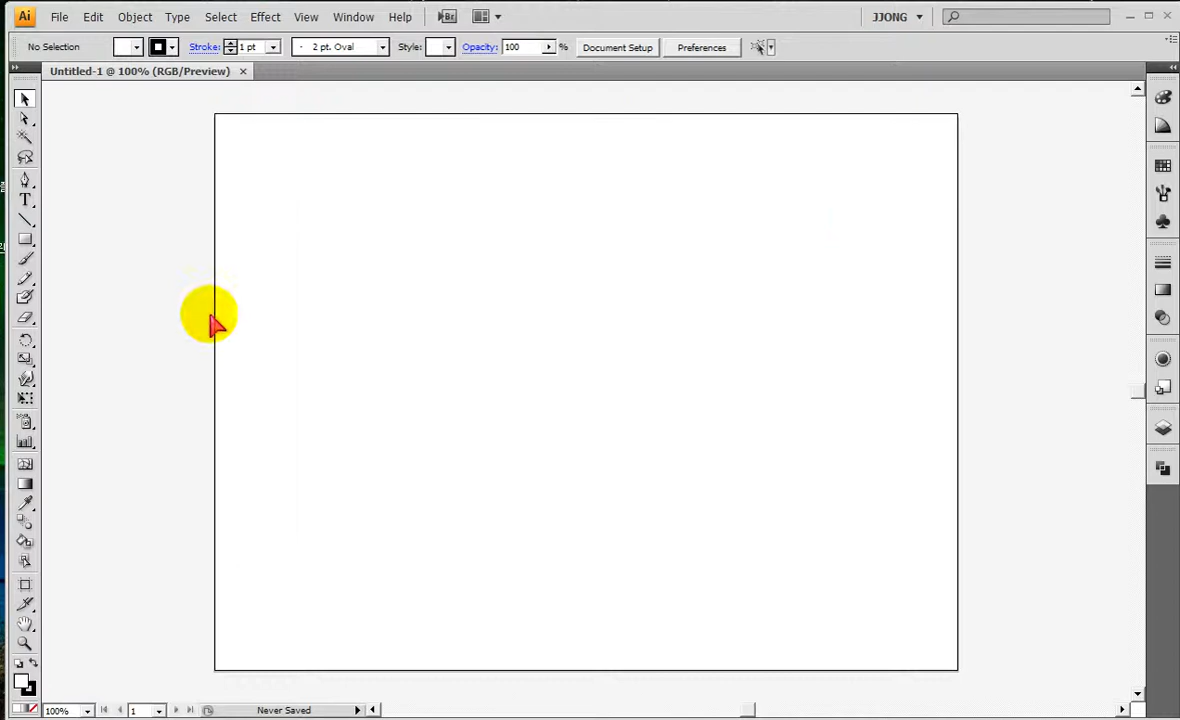 Ai File Edit Object Type Select Effect View Window Help Br JJONG
No Selection Stroke: 1 pt 2 pt. Oval Style: Opacity: 100 % Document Setup Preferences
Untitled-1 @ 100% (RGB/Preview)
T
100% 1 Never Saved